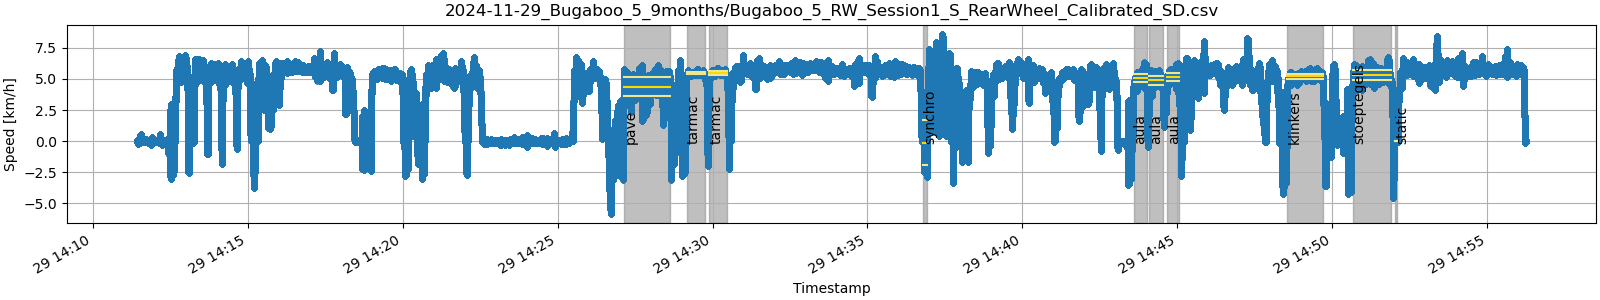 2024-11-29_Bugaboo_5_9months/Bugaboo_5_RW_Session1_S_RearWheel_Calibrated_SD.csv
Speed [km/h]
7.5
5.0
2.5
0.0
−2.5
−5.0
pave
tarmac
tarmac
synchro
aula
aula
aula
klinkers
stoeptegels
static
29 14:10
29 14:15
29 14:20
29 14:25
29 14:30
29 14:35
29 14:40
29 14:45
29 14:50
29 14:55
Timestamp